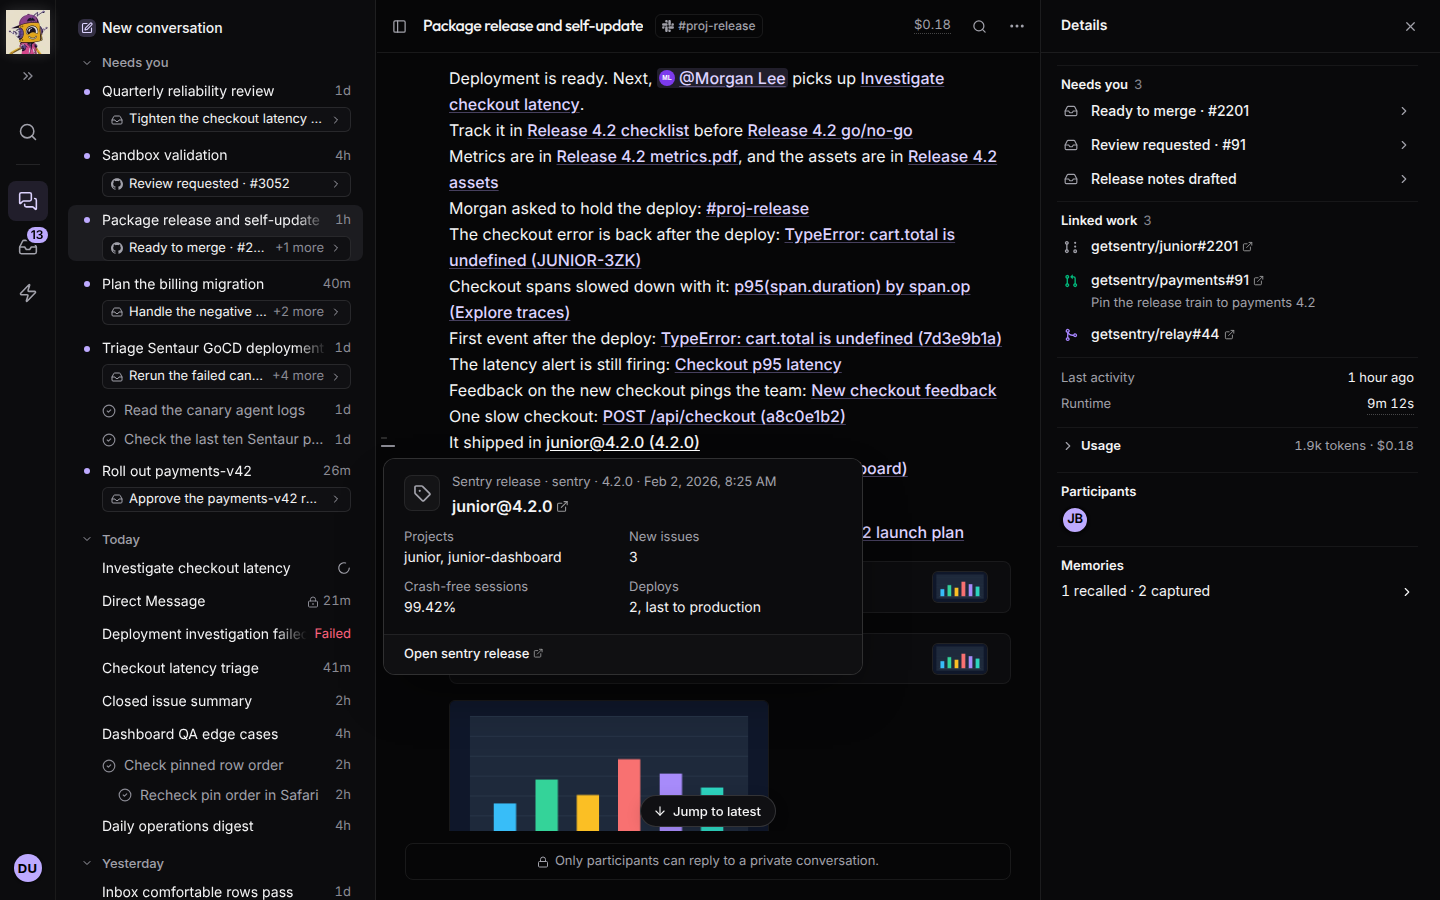 New conversation
Needs you
Quarterly reliability review 1d
Tighten the checkout latency ...
Sandbox validation 4h
Review requested · #3052
Package release and self-update 1h
Ready to merge · #2... +1 more
Plan the billing migration 40m
Handle the negative ... +2 more
Triage Sentaur GoCD deployment 1d
Rerun the failed can... +4 more
Read the canary agent logs 1d
Check the last ten Sentaur p... 1d
Roll out payments-v42 26m
Approve the payments-v42 r...
Today
Investigate checkout latency
Direct Message 21m
Deployment investigation failed Failed
Checkout latency triage 41m
Closed issue summary 2h
Dashboard QA edge cases 4h
Check pinned row order 2h
Recheck pin order in Safari 2h
Daily operations digest 4h
Yesterday
Inbox comfortable rows pass 1d
13
DU
Package release and self-update #proj-release $0.18
Deployment is ready. Next, ML @Morgan Lee picks up Investigate
checkout latency.
Track it in Release 4.2 checklist before Release 4.2 go/no-go
Metrics are in Release 4.2 metrics.pdf, and the assets are in Release 4.2
assets
Morgan asked to hold the deploy: #proj-release
The checkout error is back after the deploy: TypeError: cart.total is
undefined (JUNIOR-3ZK)
Checkout spans slowed down with it: p95(span.duration) by span.op
(Explore traces)
First event after the deploy: TypeError: cart.total is undefined (7d3e9b1a)
The latency alert is still firing: Checkout p95 latency
Feedback on the new checkout pings the team: New checkout feedback
One slow checkout: POST /api/checkout (a8c0e1b2)
It shipped in junior@4.2.0 (4.2.0)
board)
2 launch plan
Sentry release · sentry · 4.2.0 · Feb 2, 2026, 8:25 AM
junior@4.2.0
Projects New issues
junior, junior-dashboard 3
Crash-free sessions Deploys
99.42% 2, last to production
Open sentry release
Jump to latest
Only participants can reply to a private conversation.
Details
Needs you 3
Ready to merge · #2201
Review requested · #91
Release notes drafted
Linked work 3
getsentry/junior#2201
getsentry/payments#91
Pin the release train to payments 4.2
getsentry/relay#44
Last activity 1 hour ago
Runtime 9m 12s
Usage 1.9k tokens · $0.18
Participants
JB
Memories
1 recalled · 2 captured